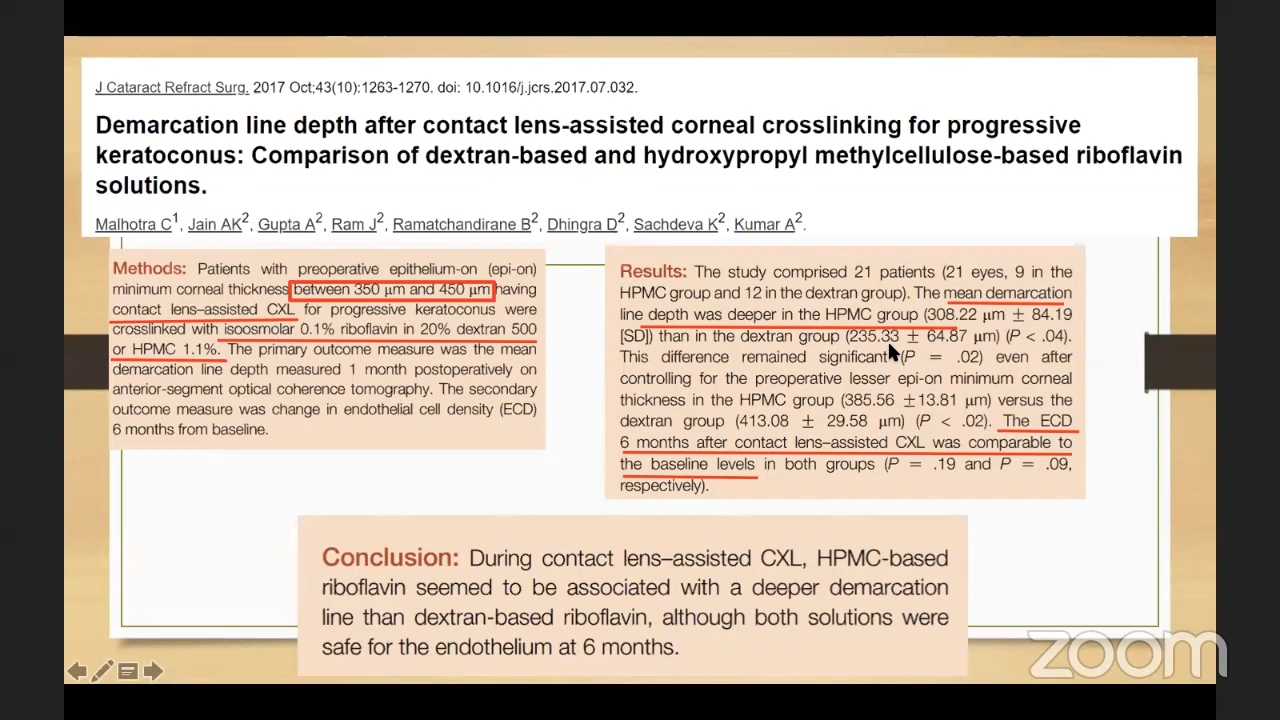 J Cataract Refract Surg. 2017 Oct;43(10):1263-1270. doi: 10.1016/j.jcrs.2017.07.032.
Demarcation line depth after contact lens-assisted corneal crosslinking for progressive
keratoconus: Comparison of dextran-based and hydroxypropyl methylcellulose-based riboflavin
solutions.
Malhotra C1, Jain AK2, Gupta A2, Ram J2, Ramatchandirane B2, Dhingra D2, Sachdeva K2, Kumar A2.
Methods: Patients with preoperative epithelium-on (epi-on)
minimum corneal thickness between 350 μm and 450 μm having
contact lens–assisted CXL for progressive keratoconus were
crosslinked with isoosmolar 0.1% riboflavin in 20% dextran 500
or HPMC 1.1%. The primary outcome measure was the mean
demarcation line depth measured 1 month postoperatively on
anterior-segment optical coherence tomography. The secondary
outcome measure was change in endothelial cell density (ECD)
6 months from baseline.
Results: The study comprised 21 patients (21 eyes, 9 in the
HPMC group and 12 in the dextran group). The mean demarcation
line depth was deeper in the HPMC group (308.22 μm ± 84.19
[SD]) than in the dextran group (235.33 ± 64.87 μm) (P < .04).
This difference remained significant (P = .02) even after
controlling for the preoperative lesser epi-on minimum corneal
thickness in the HPMC group (385.56 ±13.81 μm) versus the
dextran group (413.08 ± 29.58 μm) (P < .02). The ECD
6 months after contact lens–assisted CXL was comparable to
the baseline levels in both groups (P = .19 and P = .09,
respectively).
Conclusion: During contact lens–assisted CXL, HPMC-based
riboflavin seemed to be associated with a deeper demarcation
line than dextran-based riboflavin, although both solutions were
safe for the endothelium at 6 months.
zoom